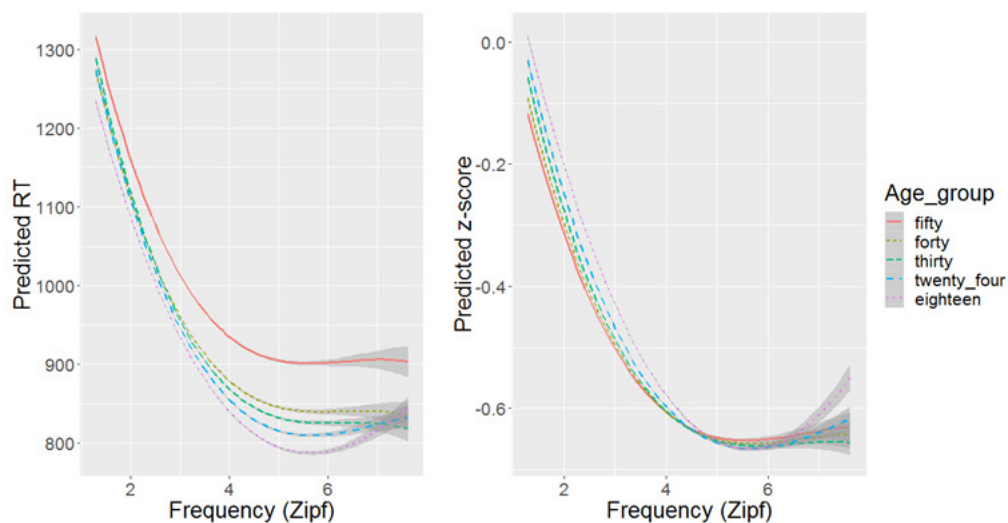 1300
1200
1100
1000
900
800
Predicted RT
2
4
6
Frequency (Zipf)
0.0
-0.2
-0.4
-0.6
Predicted z-score
2
4
6
Frequency (Zipf)
Age_group
fifty
forty
thirty
twenty_four
eighteen